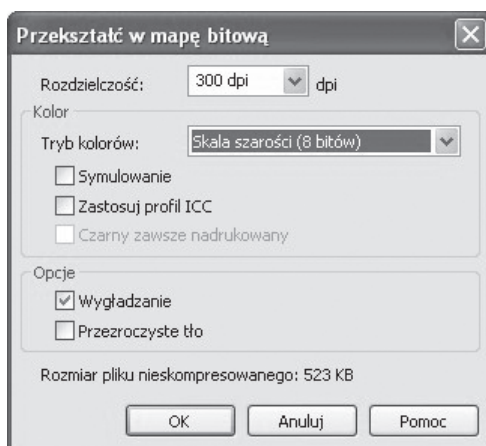 Przekształć w mapę bitową
Rozdzielczość: 300 dpi dpi
Kolor
Tryb kolorów: Skala szarości (8 bitów)
Symulowanie
Zastosuj profil ICC
Czarny zawsze nadrukowany
Opcje
Wygładzanie
Przezroczyste tło
Rozmiar pliku nieskompresowanego: 523 KB
OK Anuluj Pomoc